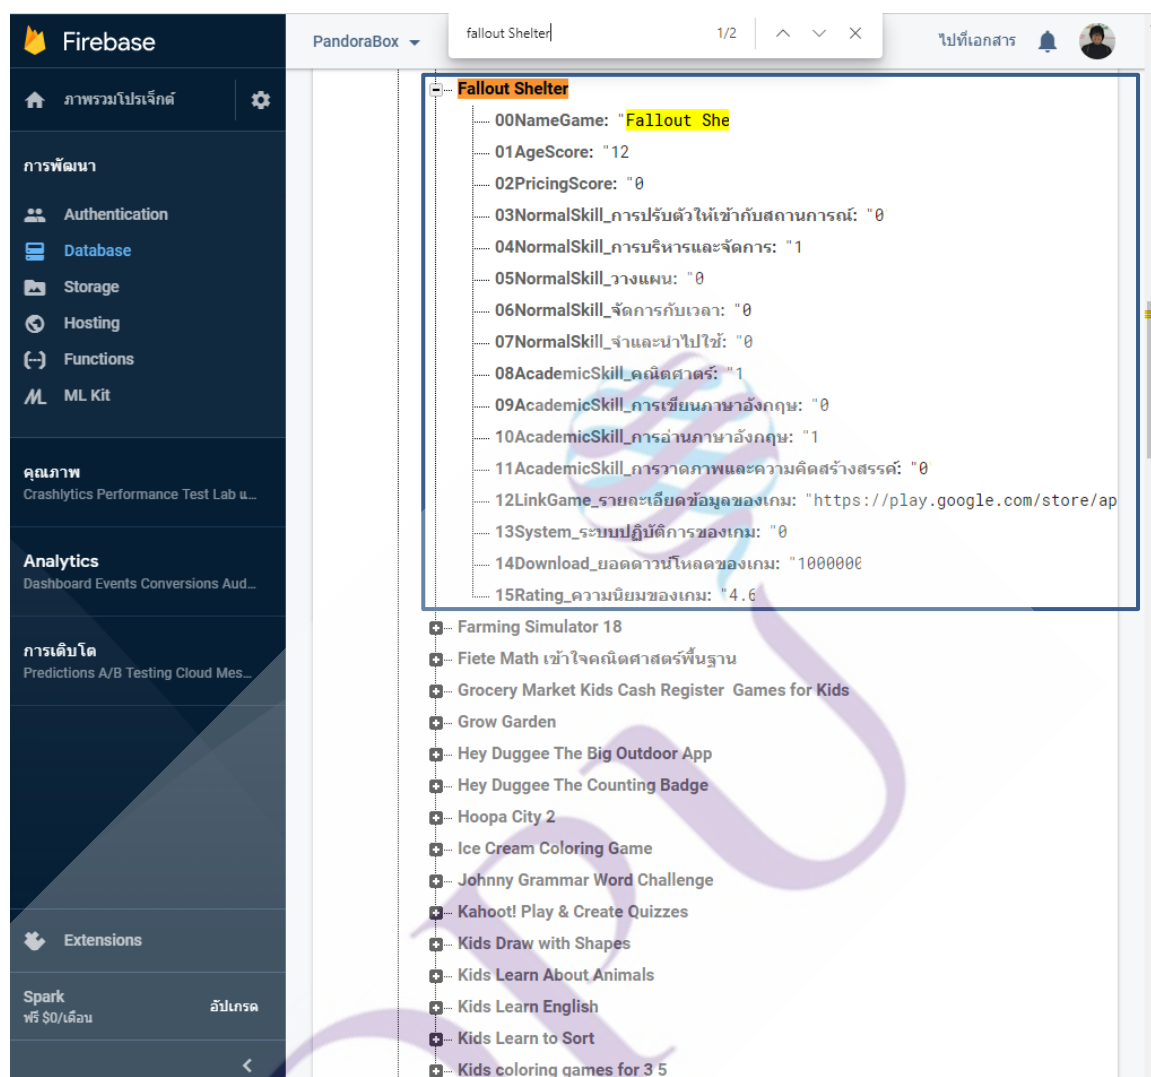 Firebase
PandoraBox
fallout Shelter
1/2
ไปที่เอกสาร
ภาพรวมโปรเจ็กต์
การพัฒนา
Authentication
Database
Storage
Hosting
Functions
ML Kit
คุณภาพ
Crashlytics Performance Test Lab แ...
Analytics
Dashboard Events Conversions Aud...
การเติบโต
Predictions A/B Testing Cloud Mes...
Extensions
Spark
ฟรี $0/เดือน
อัปเกรด
Fallout Shelter
00NameGame: "Fallout She
01AgeScore: "12
02PricingScore: "0
03NormalSkill_การปรับตัวให้เข้ากับสถานการณ์: "0
04NormalSkill_การบริหารและจัดการ: "1
05NormalSkill_วางแผน: "0
06NormalSkill_จัดการกับเวลา: "0
07NormalSkill_จำและนำไปใช้: "0
08AcademicSkill_คณิตศาตร์: "1
09AcademicSkill_การเขียนภาษาอังกฤษ: "0
10AcademicSkill_การอ่านภาษาอังกฤษ: "1
11AcademicSkill_การวาดภาพและความคิดสร้างสรรค์: "0
12LinkGame_รายละเอียดข้อมูลของเกม: "https://play.google.com/store/ap
13System_ระบบปฏิบัติการของเกม: "0
14Download_ยอดดาวน์โหลดของเกม: "1000000
15Rating_ความนิยมของเกม: "4.6
Farming Simulator 18
Fiete Math เข้าใจคณิตศาสตร์พื้นฐาน
Grocery Market Kids Cash Register Games for Kids
Grow Garden
Hey Duggee The Big Outdoor App
Hey Duggee The Counting Badge
Hoopa City 2
Ice Cream Coloring Game
Johnny Grammar Word Challenge
Kahoot! Play & Create Quizzes
Kids Draw with Shapes
Kids Learn About Animals
Kids Learn English
Kids Learn to Sort
Kids coloring games for 3 5